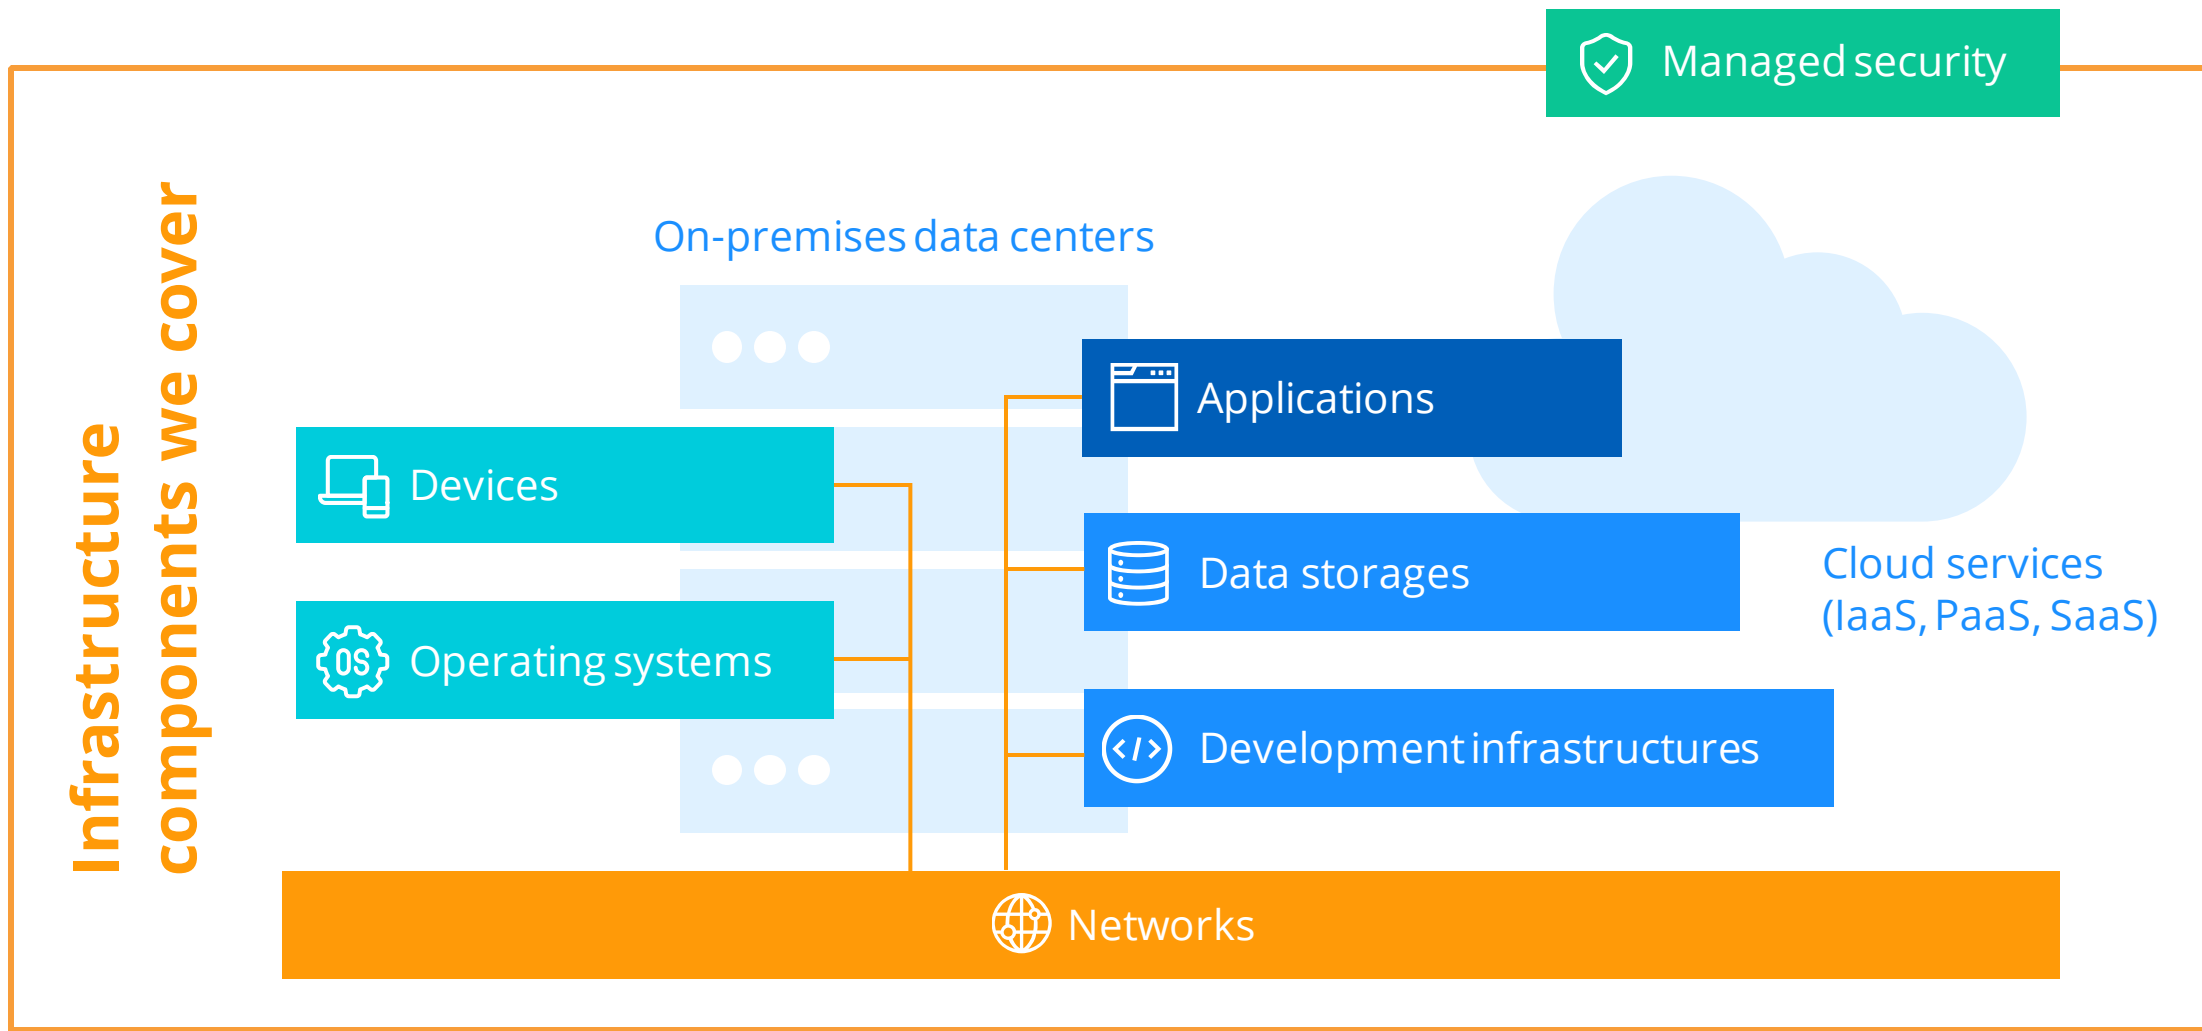 Managed security
Infrastructure
components we cover
On-premises data centers
Applications
Devices
Data storages
Cloud services
(IaaS, PaaS, SaaS)
Operating systems
OS
Development infrastructures
Networks